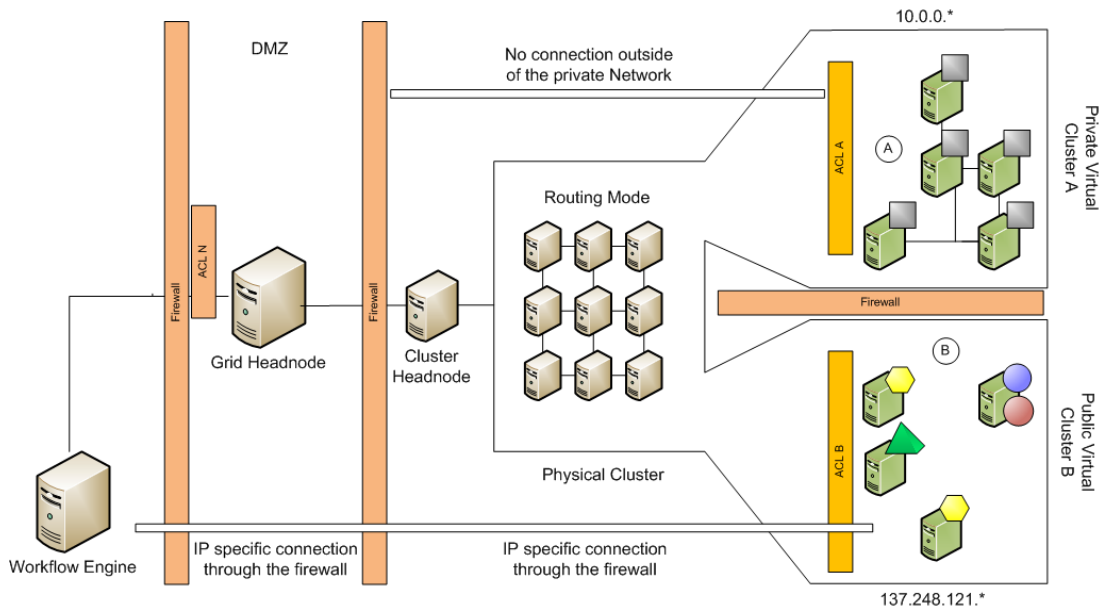 10.0.0.*
DMZ
No connection outside
of the private Network
Private Virtual
Cluster A
ACL A
A
Routing Mode
ACL N
Firewall
Firewall
Firewall
Grid Headnode
Cluster
Headnode
B
Public Virtual
Cluster B
ACL B
Physical Cluster
Workflow Engine
IP specific connection
through the firewall
IP specific connection
through the firewall
137.248.121.*